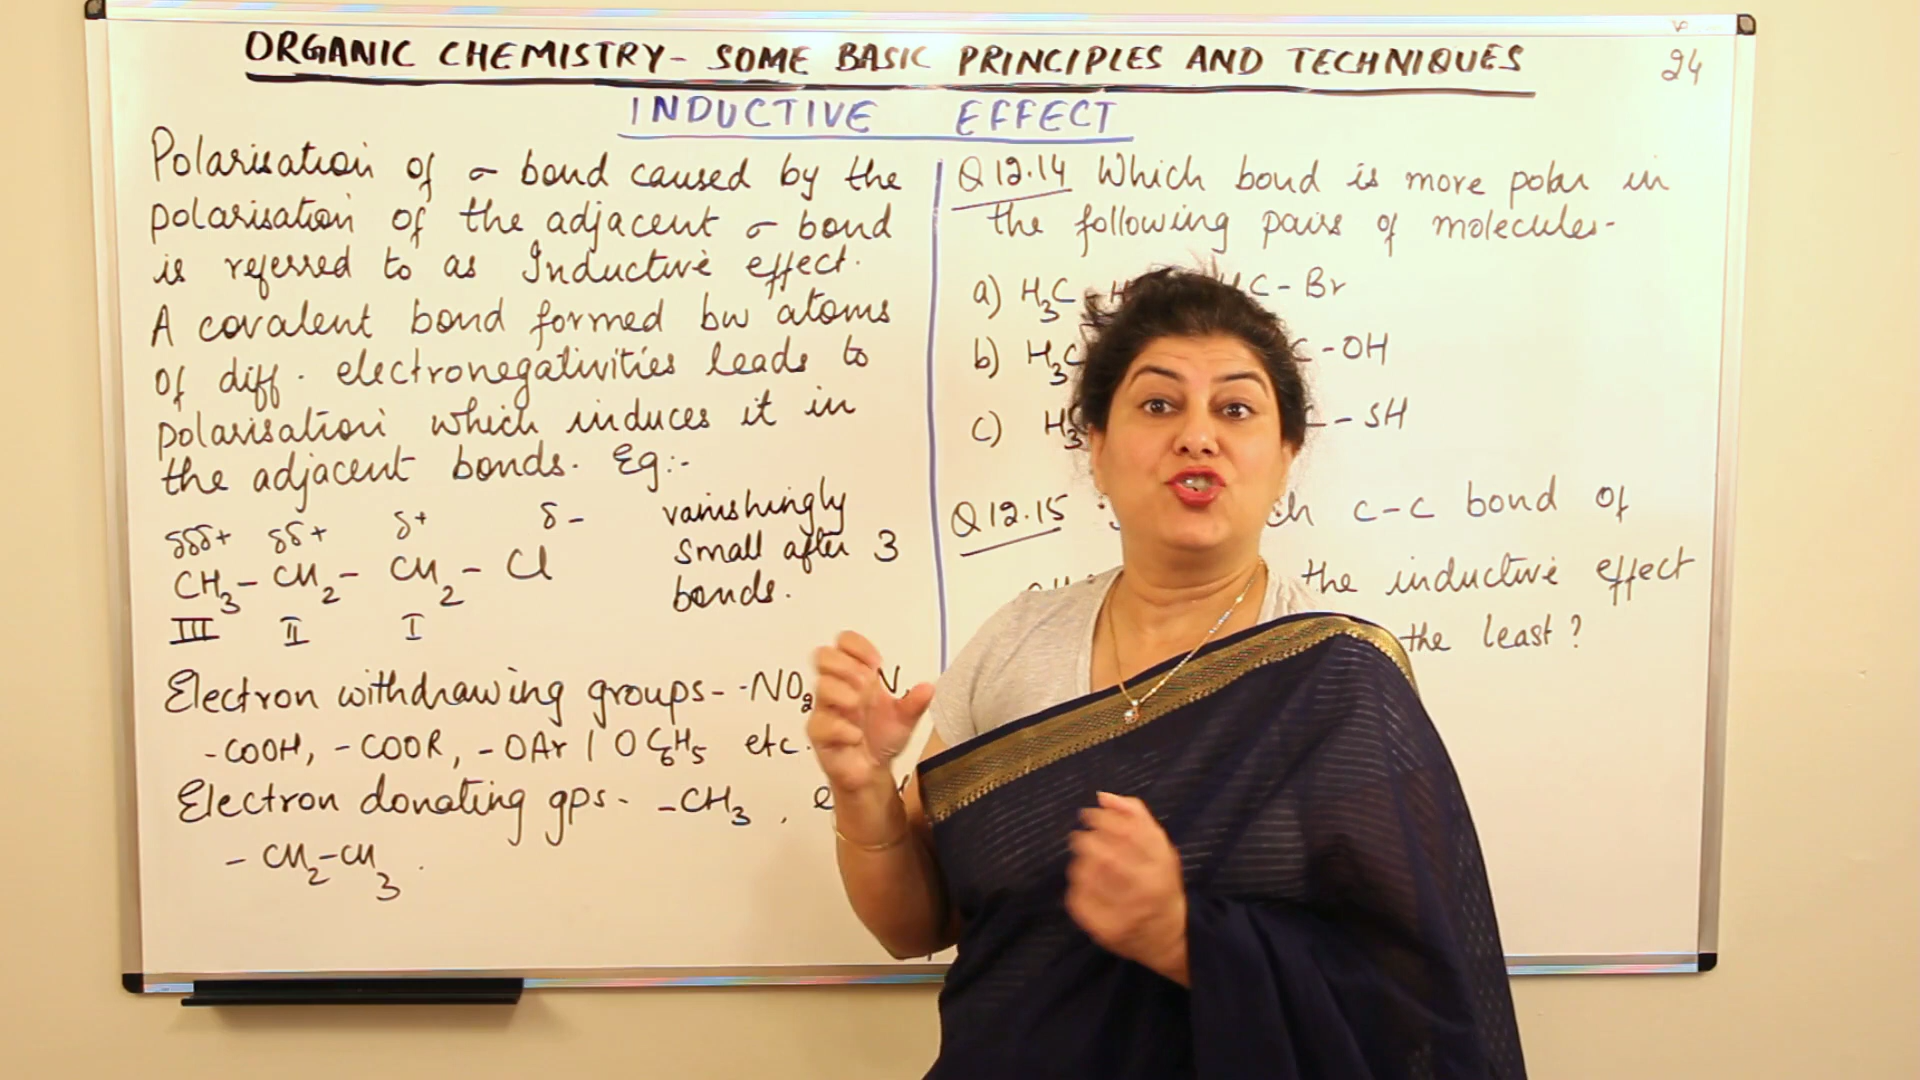 ORGANIC CHEMISTRY- SOME BASIC PRINCIPLES AND TECHNIQUES
24
INDUCTIVE EFFECT
Polarisation of σ bond caused by the
polarisation of the adjacent σ bond
is referred to as Inductive effect.
A covalent bond formed bw atoms
of diff. electronegativities leads to
polarisation which induces it in
the adjacent bonds. Eg:-
δδδ+ δδ+ δ+ δ-
CH3- CH2- CH2- Cl
III II I
vanishingly
small after 3
bonds.
Electron withdrawing groups- -NO2
-COOH, -COOR, -OAr / OC6H5 etc.
Electron donating gps- -CH3,
- CH2-CH3.
Q 12.14 Which bond is more polar in
the following pairs of molecules-
a) H3C-H C-Br
b) H3C -OH
c) H3 -SH
Q 12.15 C-C bond of
the inductive effect
the least?